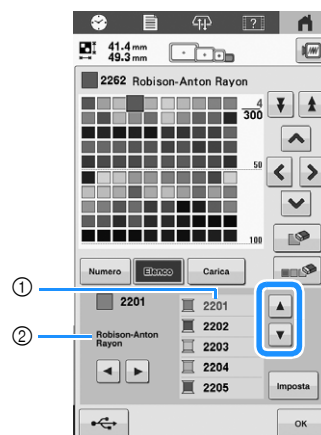 ?
41.4 mm
49.3 mm
2262 Robison-Anton Rayon
4
300
50
100
Numero
Elenco
Carica
1
2201
2201
2202
2
Robison-Anton
Rayon
2203
2204
2205
Imposta
OK